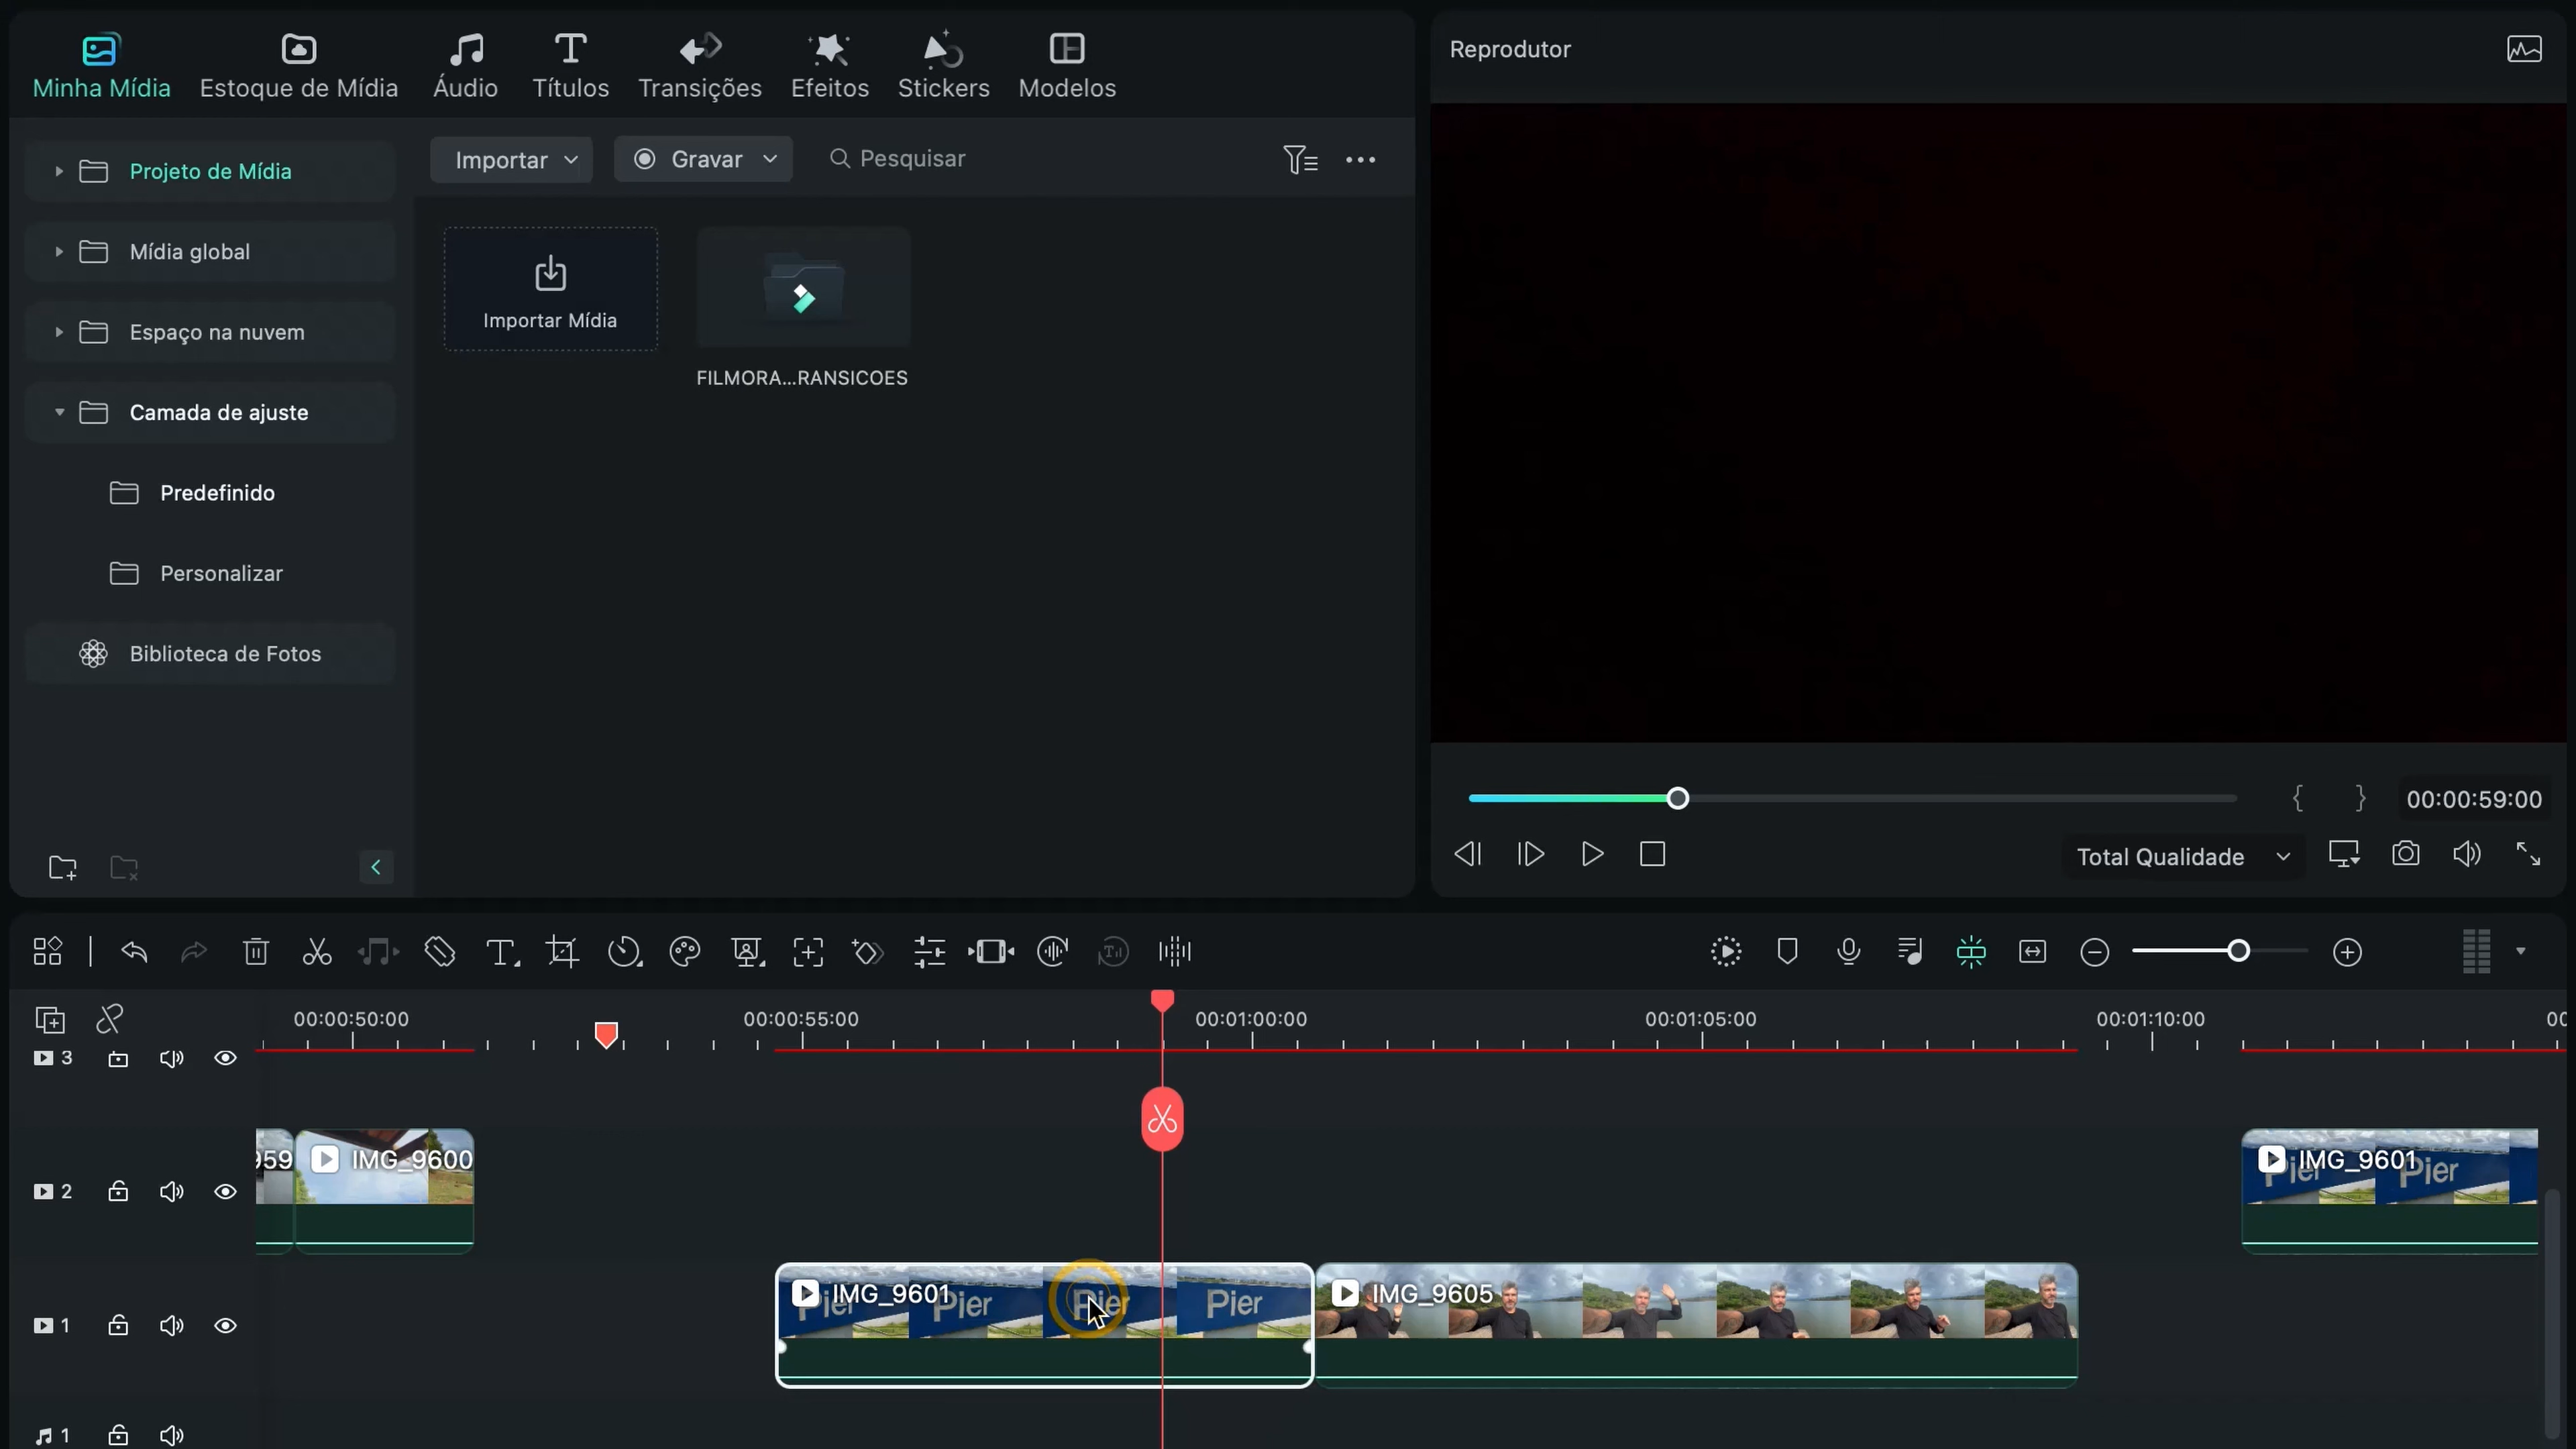 Minha Mídia
Estoque de Mídia
Áudio
Títulos
Transições
Efeitos
Stickers
Modelos
Reprodutor
Projeto de Mídia
Mídia global
Espaço na nuvem
Camada de ajuste
Predefinido
Personalizar
Biblioteca de Fotos
Importar
Gravar
Pesquisar
Importar Mídia
FILMORA...RANSICOES
{ } 00:00:59:00
Total Qualidade
00:00:50:00
00:00:55:00
00:01:00:00
00:01:05:00
00:01:10:00
00
3
2
959
IMG_9600
IMG_9601
Pier
Pier
1
IMG_9601
Pier
Pier
Pier
Pier
IMG_9605
1